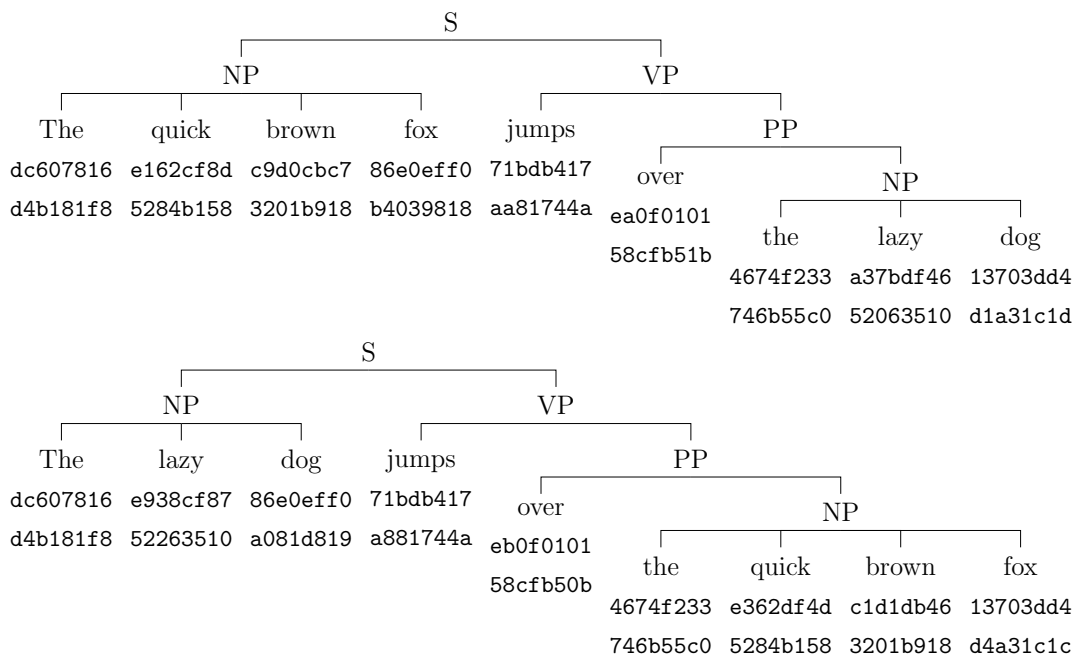 S
NP VP
The quick brown fox jumps PP
dc607816 e162cf8d c9d0cbc7 86e0eff0 71bdb417 over NP
d4b181f8 5284b158 3201b918 b4039818 aa81744a ea0f0101 the lazy dog
58cfb51b
4674f233 a37bdf46 13703dd4
746b55c0 52063510 d1a31c1d
S
NP VP
The lazy dog jumps PP
dc607816 e938cf87 86e0eff0 71bdb417 over NP
d4b181f8 52263510 a081d819 a881744a eb0f0101
58cfb50b the quick brown fox
4674f233 e362df4d c1d1db46 13703dd4
746b55c0 5284b158 3201b918 d4a31c1c